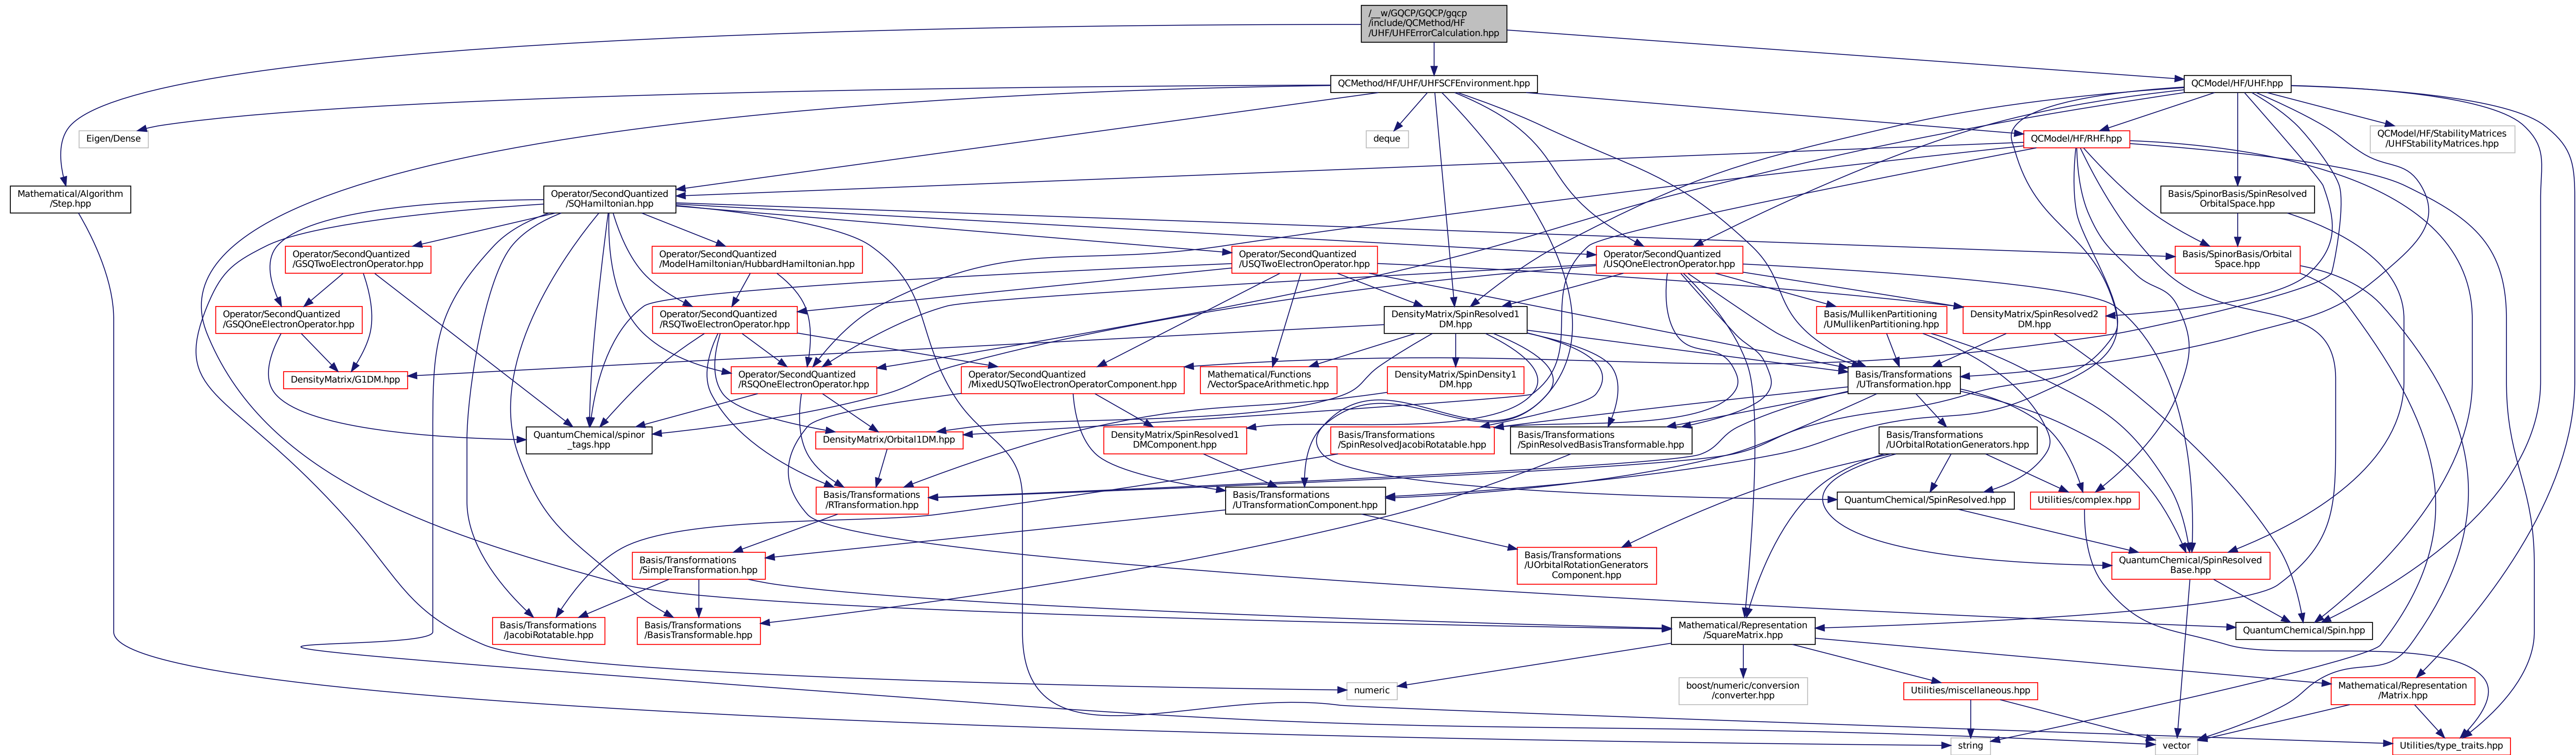 /__w/GQCP/GQCP/gqcp
/include/QCMethod/HF
/UHF/UHFErrorCalculation.hpp
QCMethod/HF/UHF/UHFSCFEnvironment.hpp
QCModel/HF/UHF.hpp
Eigen/Dense
deque
QCModel/HF/RHF.hpp
QCModel/HF/StabilityMatrices
/UHFStabilityMatrices.hpp
Mathematical/Algorithm
/Step.hpp
Operator/SecondQuantized
/SQHamiltonian.hpp
Basis/SpinorBasis/SpinResolved
OrbitalSpace.hpp
Operator/SecondQuantized
/GSQTwoElectronOperator.hpp
Operator/SecondQuantized
/ModelHamiltonian/HubbardHamiltonian.hpp
Operator/SecondQuantized
/USQTwoElectronOperator.hpp
Operator/SecondQuantized
/USQOneElectronOperator.hpp
Basis/SpinorBasis/Orbital
Space.hpp
Operator/SecondQuantized
/GSQOneElectronOperator.hpp
Operator/SecondQuantized
/RSQTwoElectronOperator.hpp
DensityMatrix/SpinResolved1
DM.hpp
Basis/MullikenPartitioning
/UMullikenPartitioning.hpp
DensityMatrix/SpinResolved2
DM.hpp
DensityMatrix/G1DM.hpp
Operator/SecondQuantized
/RSQOneElectronOperator.hpp
Operator/SecondQuantized
/MixedUSQTwoElectronOperatorComponent.hpp
Mathematical/Functions
/VectorSpaceArithmetic.hpp
DensityMatrix/SpinDensity1
DM.hpp
Basis/Transformations
/UTransformation.hpp
QuantumChemical/spinor
_tags.hpp
DensityMatrix/Orbital1DM.hpp
DensityMatrix/SpinResolved1
DMComponent.hpp
Basis/Transformations
/SpinResolvedJacobiRotatable.hpp
Basis/Transformations
/SpinResolvedBasisTransformable.hpp
Basis/Transformations
/UOrbitalRotationGenerators.hpp
Basis/Transformations
/RTransformation.hpp
Basis/Transformations
/UTransformationComponent.hpp
QuantumChemical/SpinResolved.hpp
Utilities/complex.hpp
Basis/Transformations
/SimpleTransformation.hpp
Basis/Transformations
/UOrbitalRotationGenerators
Component.hpp
QuantumChemical/SpinResolved
Base.hpp
Basis/Transformations
/JacobiRotatable.hpp
Basis/Transformations
/BasisTransformable.hpp
Mathematical/Representation
/SquareMatrix.hpp
QuantumChemical/Spin.hpp
numeric
boost/numeric/conversion
/converter.hpp
Utilities/miscellaneous.hpp
Mathematical/Representation
/Matrix.hpp
string
vector
Utilities/type_traits.hpp